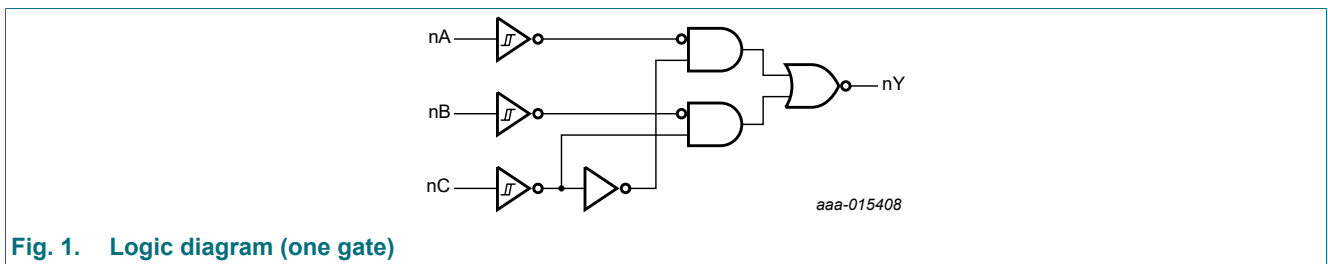 nA
nB
nC
nY
aaa-015408
Fig. 1. Logic diagram (one gate)